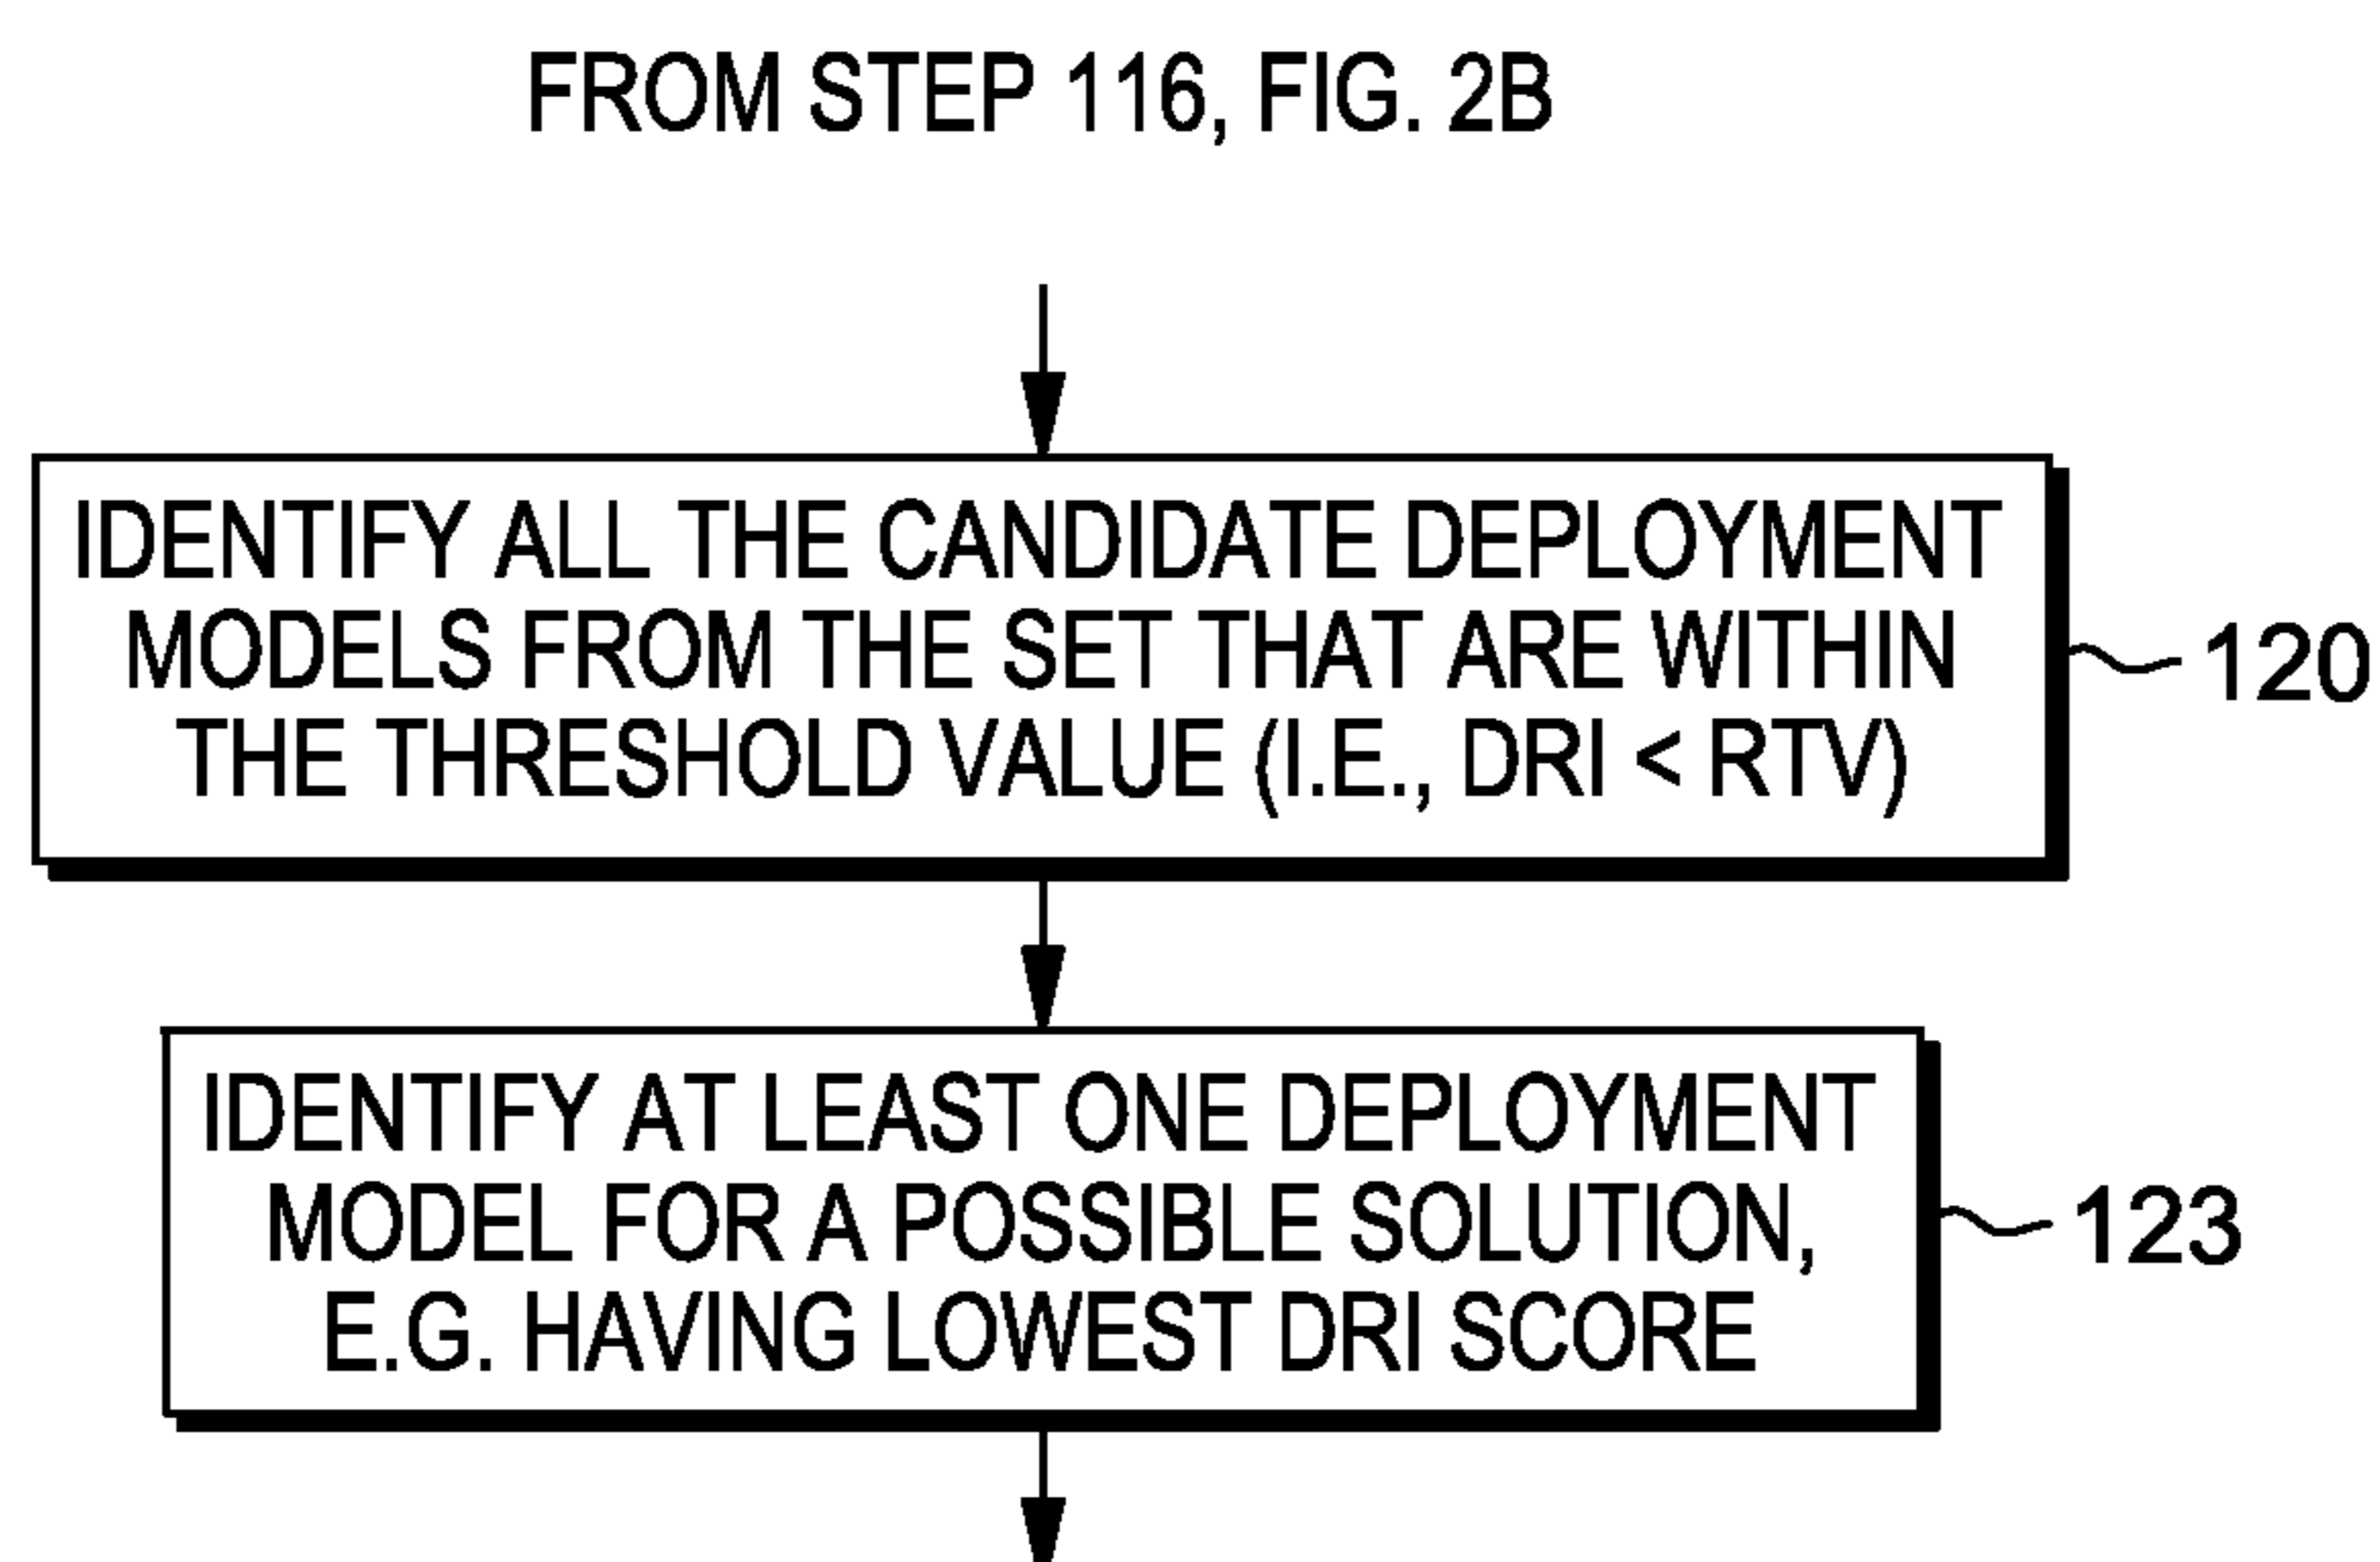 FROM STEP 116, FIG. 2B
IDENTIFY ALL THE CANDIDATE DEPLOYMENT
MODELS FROM THE SET THAT ARE WITHIN
THE THRESHOLD VALUE (I.E., DRI < RTV)
120
IDENTIFY AT LEAST ONE DEPLOYMENT
MODEL FOR A POSSIBLE SOLUTION,
E.G. HAVING LOWEST DRI SCORE
123